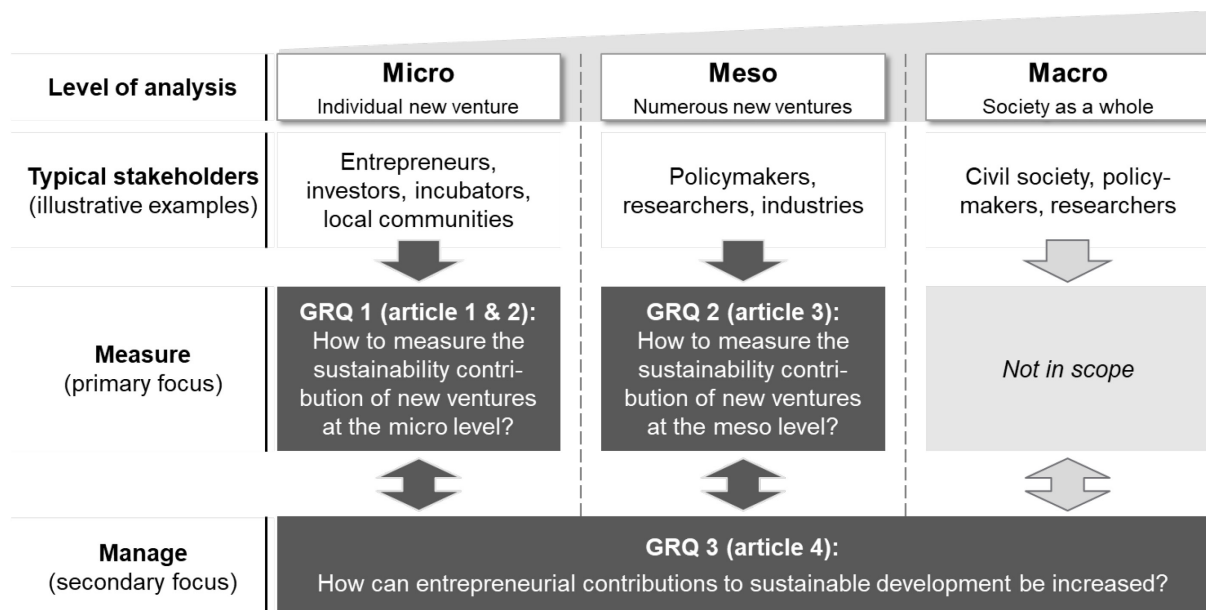 Level of analysis
Micro
Individual new venture
Meso
Numerous new ventures
Macro
Society as a whole
Typical stakeholders
(illustrative examples)
Entrepreneurs,
investors, incubators,
local communities
Policymakers,
researchers, industries
Civil society, policy-
makers, researchers
Measure
(primary focus)
GRQ 1 (article 1 & 2):
How to measure the
sustainability contri-
bution of new ventures
at the micro level?
GRQ 2 (article 3):
How to measure the
sustainability contri-
bution of new ventures
at the meso level?
Not in scope
Manage
(secondary focus)
GRQ 3 (article 4):
How can entrepreneurial contributions to sustainable development be increased?